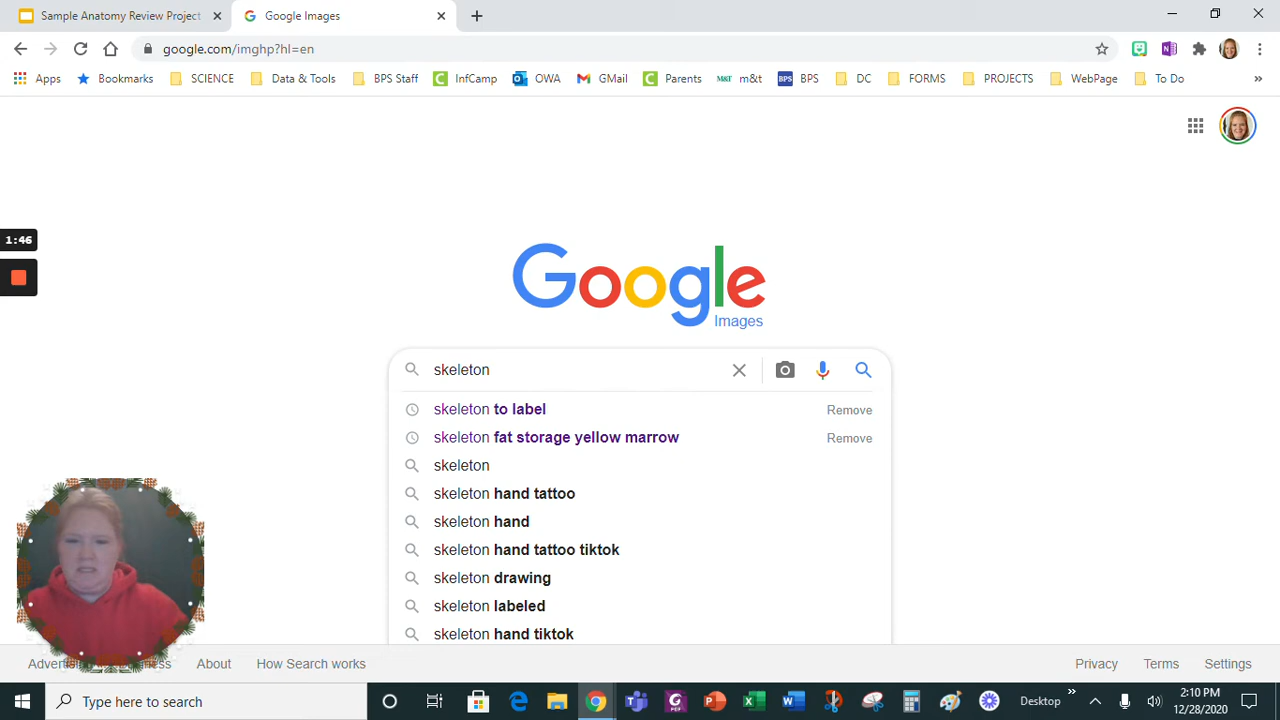 Sample Anatomy Review Project
Google Images
google.com/imghp?hl=en
Apps
Bookmarks
SCIENCE
Data & Tools
BPS Staff
InfCamp
OWA
GMail
Parents
M&T
m&t
BPS
BPS
DC
FORMS
PROJECTS
WebPage
To Do
»
1:46
Google
Images
skeleton
skeleton to label
Remove
skeleton fat storage yellow marrow
Remove
skeleton
skeleton hand tattoo
skeleton hand
skeleton hand tattoo tiktok
skeleton drawing
skeleton labeled
skeleton hand tiktok
About
How Search works
Privacy
Terms
Settings
Type here to search
Desktop
»
2:10 PM
12/28/2020